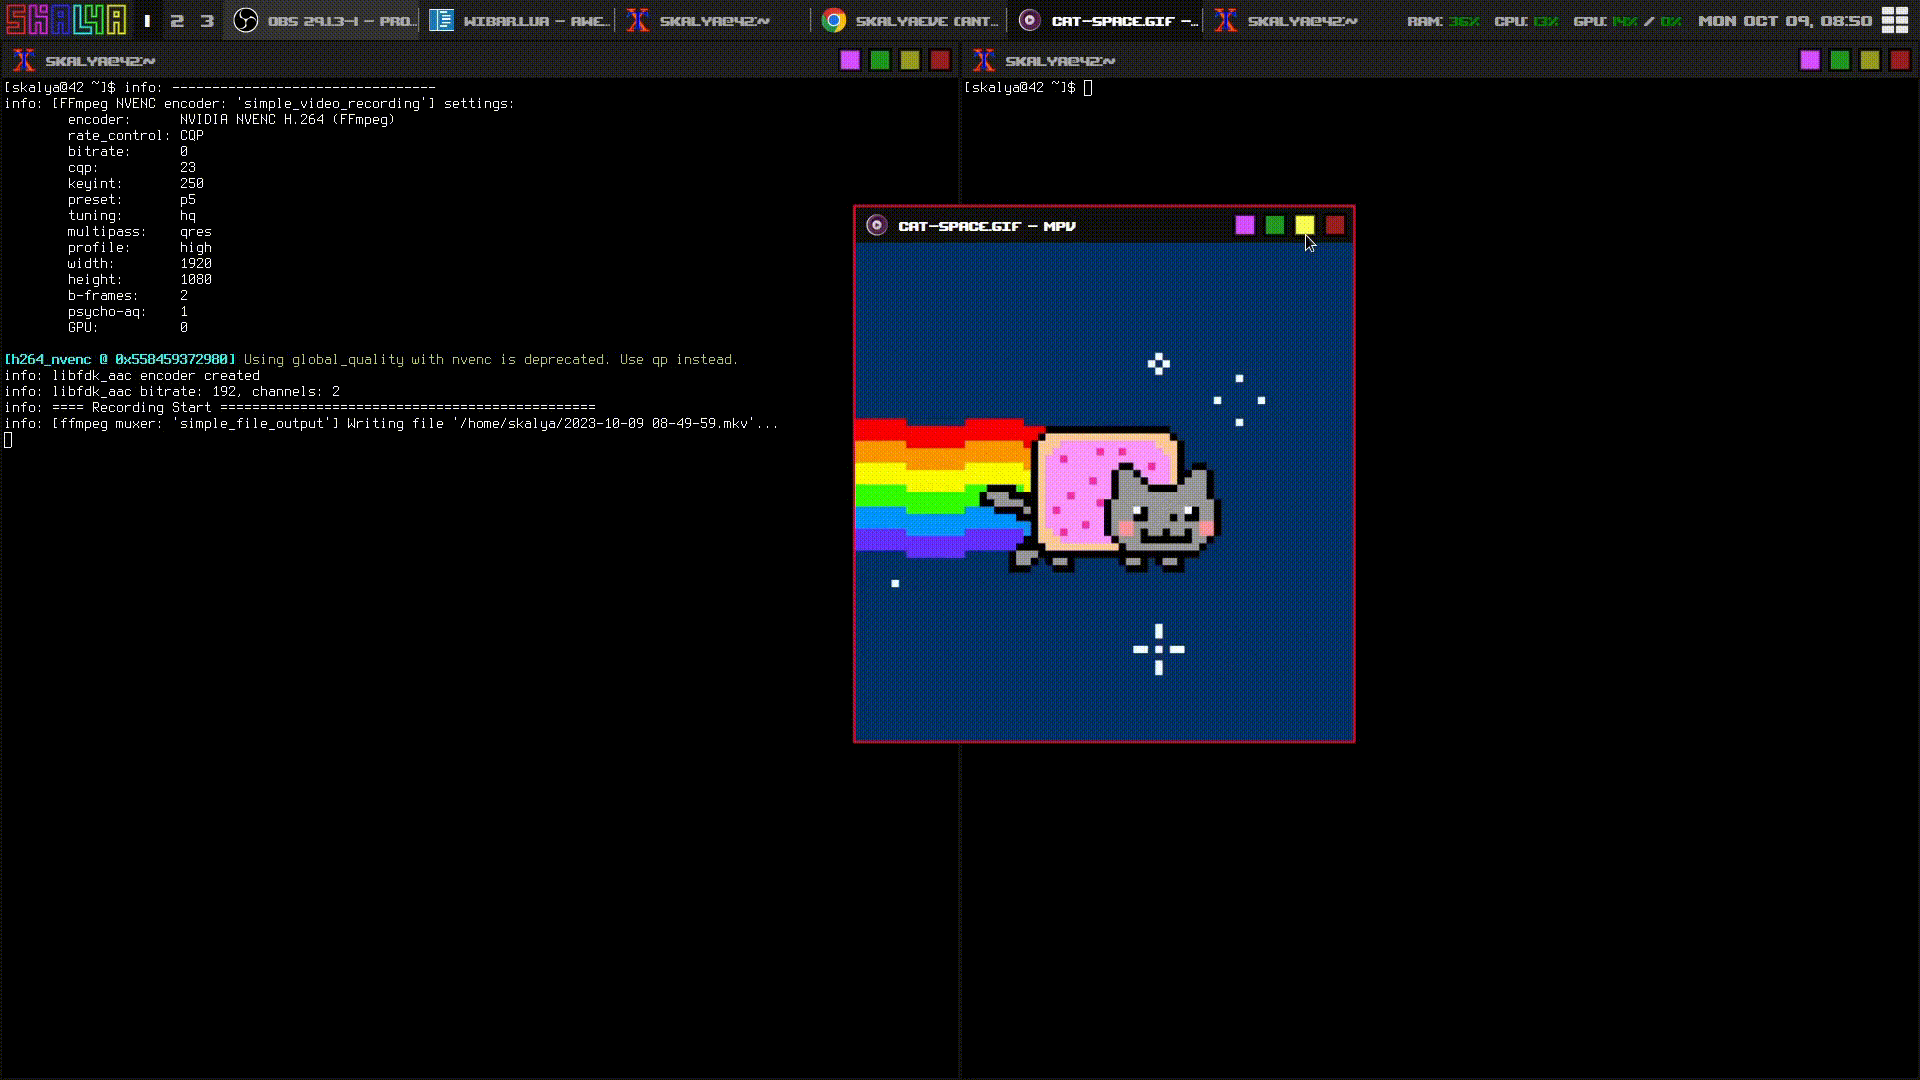 SKALYA 1 2 3 OBS 29.1.3-1 - PRO... WIBAR.LUA - AWE... SKALYA@42:~ SKALYAEVE (ANT... CAT-SPACE.GIF -... SKALYA@42:~ RAM: 36% CPU: 13% GPU: 14% / 0% MON OCT 09, 08:50
SKALYA@42:~
[skalya@42 ~]$ info: ---------------------------------
info: [FFmpeg NVENC encoder: 'simple_video_recording'] settings:
encoder: NVIDIA NVENC H.264 (FFmpeg)
rate_control: CQP
bitrate: 0
cqp: 23
keyint: 250
preset: p5
tuning: hq
multipass: qres
profile: high
width: 1920
height: 1080
b-frames: 2
psycho-aq: 1
GPU: 0
[h264_nvenc @ 0x558459372980] Using global_quality with nvenc is deprecated. Use qp instead.
info: libfdk_aac encoder created
info: libfdk_aac bitrate: 192, channels: 2
info: ==== Recording Start ===============================================
info: [ffmpeg muxer: 'simple_file_output'] Writing file '/home/skalya/2023-10-09 08-49-59.mkv'...
SKALYA@42:~
[skalya@42 ~]$
CAT-SPACE.GIF - MPV